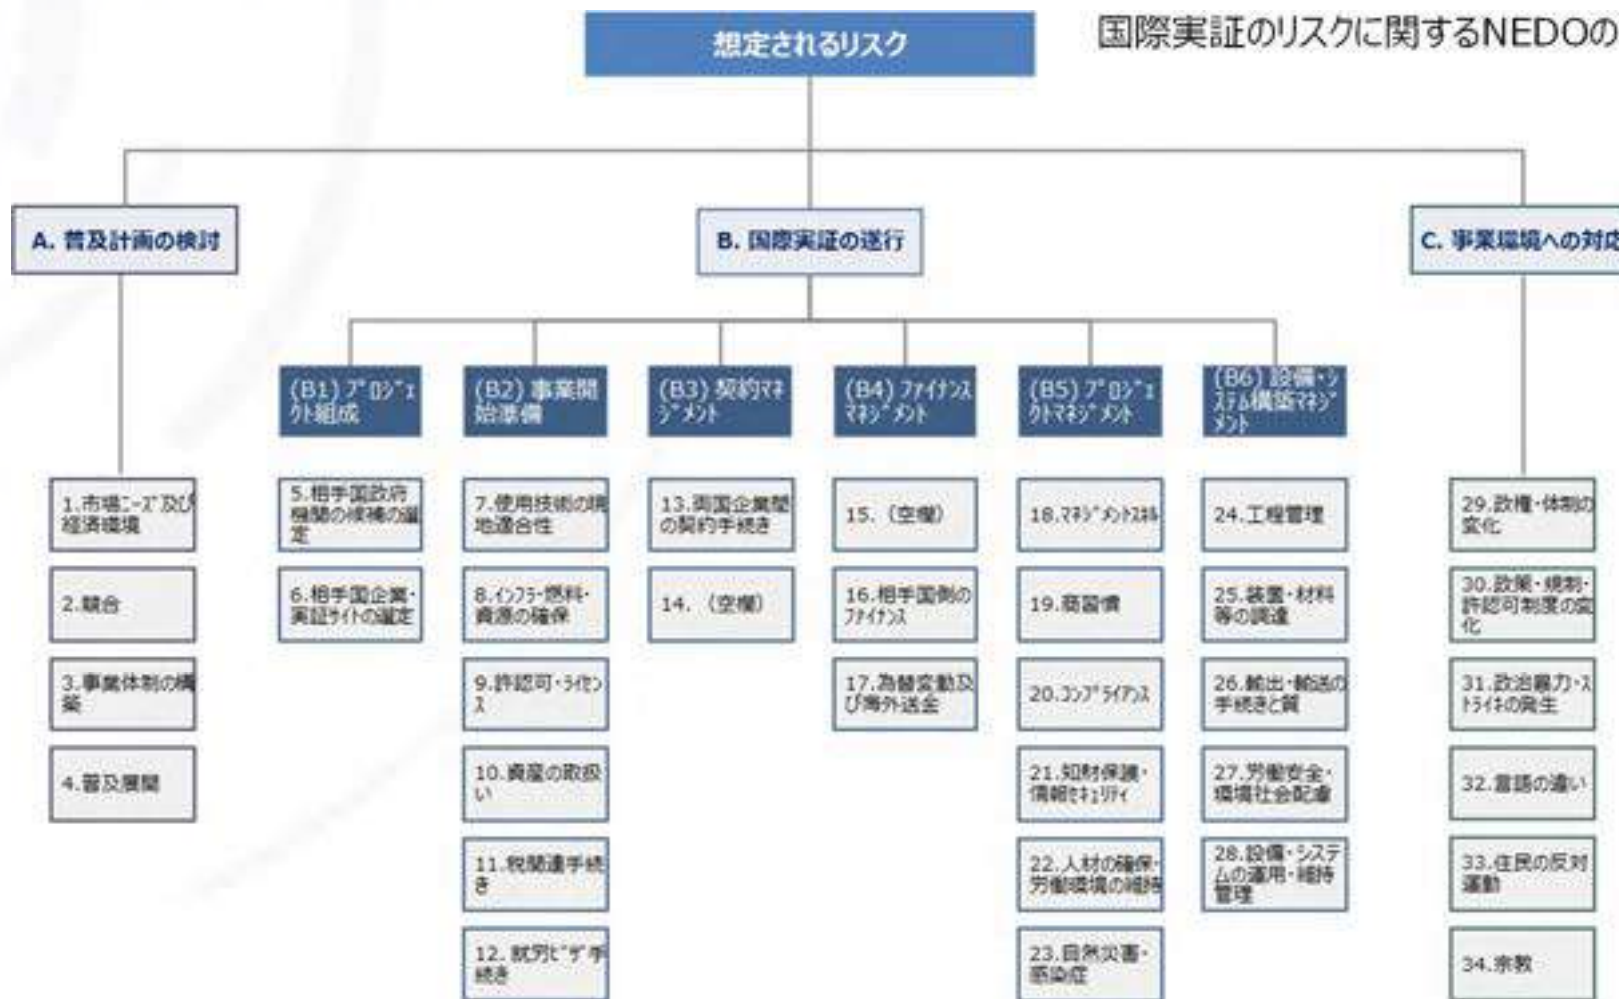 想定されるリスク
国際実証のリスクに関するNEDOの
A. 普及計画の検討
B. 国際実証の遂行
C. 事業環境への対応
(B1) ﾌﾟﾛｼﾞｪ
ｸﾄ組成
(B2) 事業開
始準備
(B3) 契約ﾏﾈ
ｼﾞﾒﾝﾄ
(B4) ﾌｧｲﾅﾝｽ
ﾏﾈｼﾞﾒﾝﾄ
(B5) ﾌﾟﾛｼﾞｪ
ｸﾄﾏﾈｼﾞﾒﾝﾄ
(B6) 設備・ｼ
ｽﾃﾑ構築ﾏﾈｼﾞ
ﾒﾝﾄ
1.市場ﾆｰｽﾞ及び
経済環境
2.競合
3.事業体制の構
築
4.普及展開
5.相手国政府
機関の候補の選
定
6.相手国企業・
実証ｻｲﾄの選定
7.使用技術の現
地適合性
8.ｲﾝﾌﾗ・燃料・
資源の確保
9.許認可・ﾗｲｾﾝ
ｽ
10.資産の取扱
い
11.税関連手続
き
12.就労ﾋﾞｻﾞ手
続き
13.両国企業間
の契約手続き
14.（空欄）
15.（空欄）
16.相手国側の
ﾌｧｲﾅﾝｽ
17.為替変動及
び海外送金
18.ﾏﾈｼﾞﾒﾝﾄｽｷﾙ
19.商習慣
20.ｺﾝﾌﾟﾗｲｱﾝｽ
21.知財保護・
情報ｾｷｭﾘﾃｨ
22.人材の確保・
労働環境の維持
23.自然災害・
感染症
24.工程管理
25.装置・材料
等の調達
26.輸出・輸送の
手続きと質
27.労働安全・
環境社会配慮
28.設備・ｼｽﾃ
ﾑの運用・維持
管理
29.政権・体制の
変化
30.政策・規制・
許認可制度の変
化
31.政治暴力・ｽ
ﾄﾗｲｷの発生
32.言語の違い
33.住民の反対
運動
34.宗教